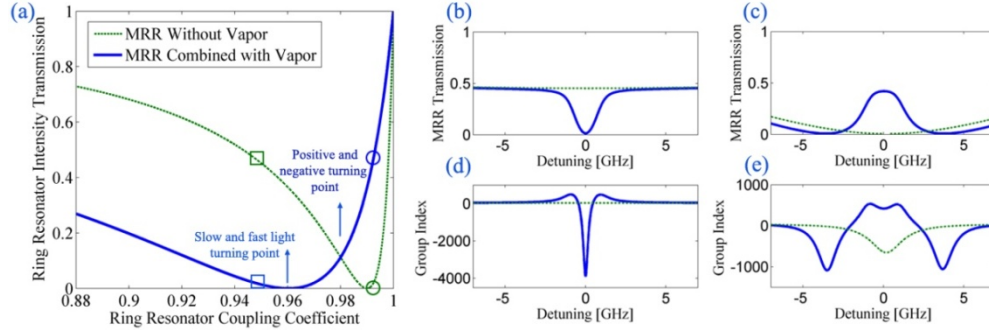 (a)
Ring Resonator Intensity Transmission
1
0.8
0.6
0.4
0.2
0
MRR Without Vapor
MRR Combined with Vapor
Positive and
negative turning
point
Slow and fast light
turning point
0.88
0.9
0.92
0.94
0.96
0.98
1
Ring Resonator Coupling Coefficient
(b)
MRR Transmission
1
0.5
0
-5
0
5
Detuning [GHz]
(c)
MRR Transmission
1
0.5
0
-5
0
5
Detuning [GHz]
(d)
Group Index
0
-2000
-4000
-5
0
5
Detuning [GHz]
(e)
Group Index
1000
0
-1000
-5
0
5
Detuning [GHz]